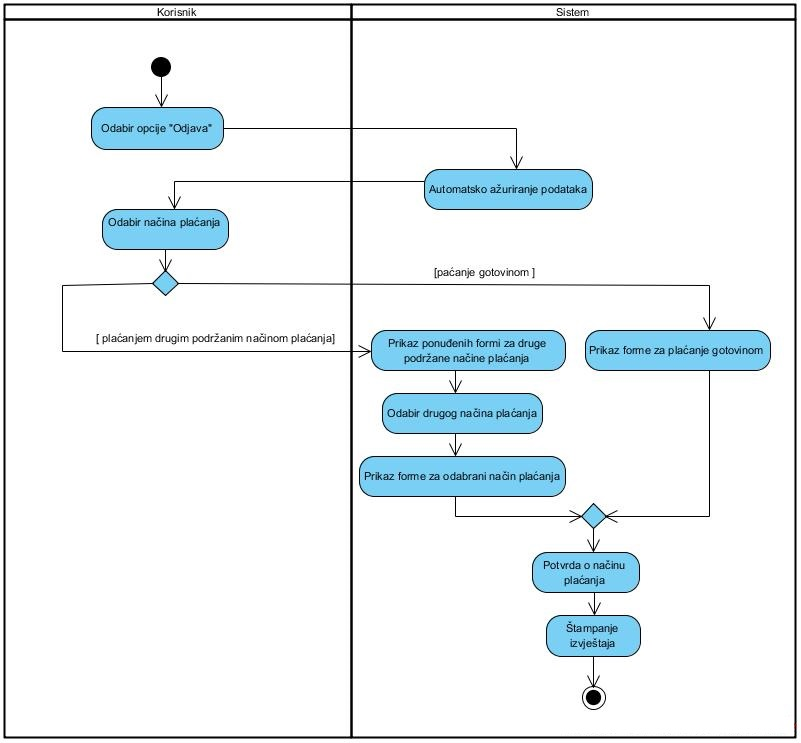 Korisnik
Sistem
Odabir opcije "Odjava"
Automatsko ažuriranje podataka
Odabir načina plaćanja
[paćanje gotovinom ]
[ plaćanjem drugim podržanim načinom plaćanja]
Prikaz ponuđenih formi za druge
podržane načine plaćanja
Prikaz forme za plaćanje gotovinom
Odabir drugog načina plaćanja
Prikaz forme za odabrani način plaćanja
Potvrda o načinu
plaćanja
Štampanje
izvještaja